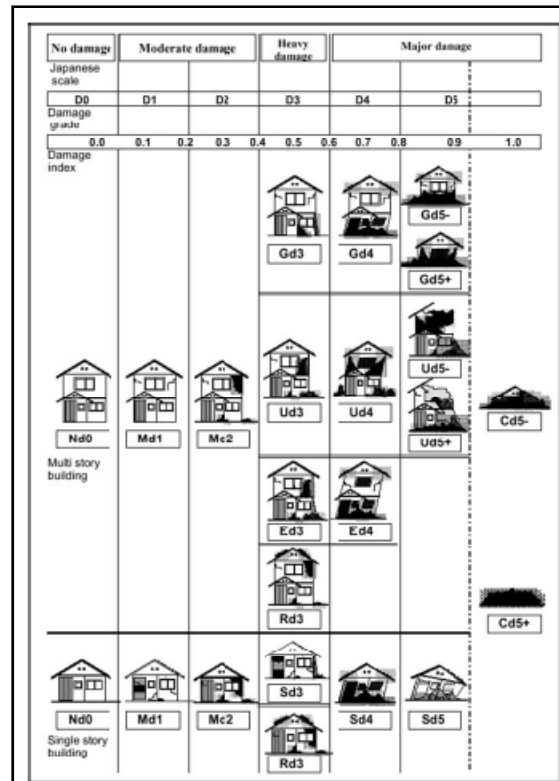 No damage Moderate damage Heavy damage Major damage
Japanese scale
D0 D1 D2 D3 D4 D5
Damage grade
0.0 0.1 0.2 0.3 0.4 0.5 0.6 0.7 0.8 0.9 1.0
Damage index
Gd3 Gd4 Gd5-
Gd5+
Nd0 Md1 Mc2 Ud3 Ud4 Ud5-
Ud5+ Cd5-
Multi story building
Ed3 Ed4
Rd3
Cd5+
Nd0 Md1 Mc2 Sd3 Sd4 Sd5
Single story building
Rd3